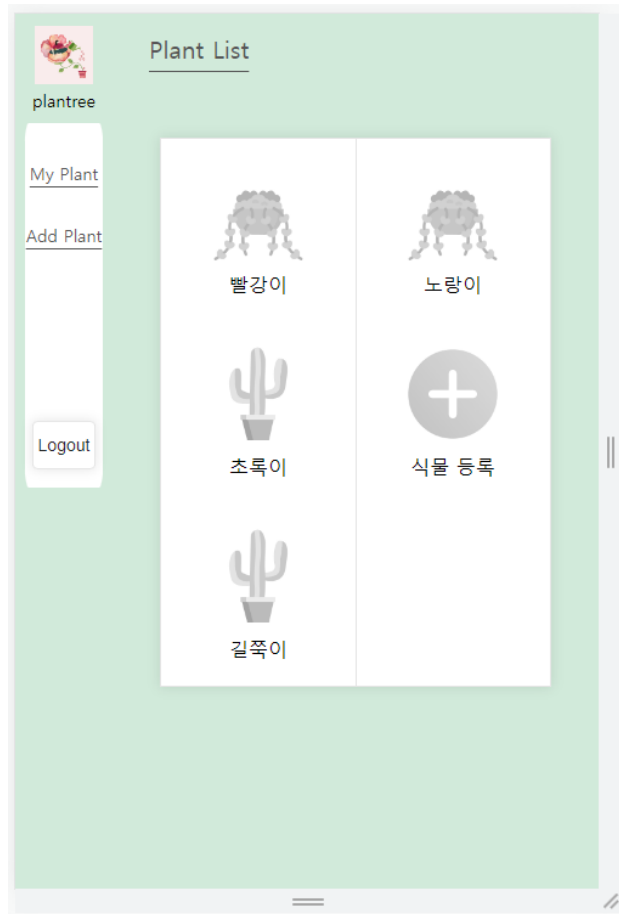 plantree
Plant List
My Plant
Add Plant
Logout
빨강이
노랑이
초록이
식물 등록
길쭉이